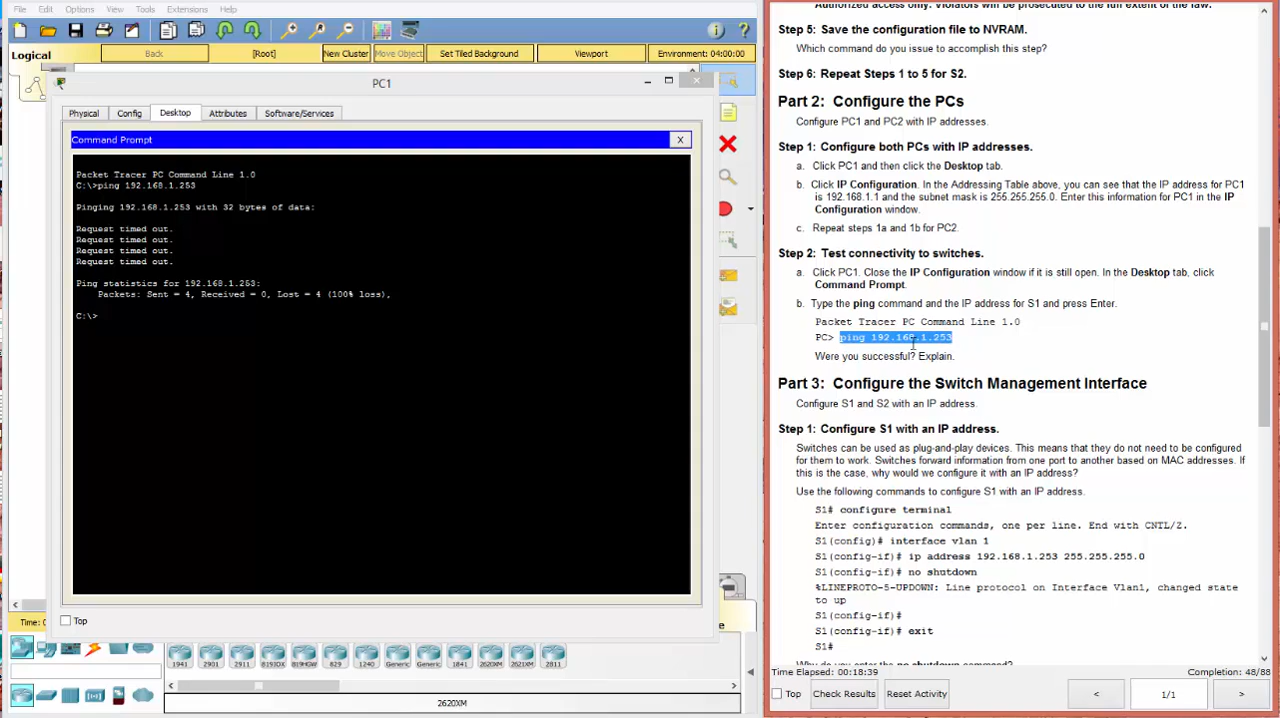 File Edit Options View Tools Extensions Help
Logical
Back
[Root]
New Cluster
Move Object
Set Tiled Background
Viewport
Environment: 04:00:00
PC1
Physical
Config
Desktop
Attributes
Software/Services
Command Prompt
X
Packet Tracer PC Command Line 1.0
C:\>ping 192.168.1.253
Pinging 192.168.1.253 with 32 bytes of data:
Request timed out.
Request timed out.
Request timed out.
Request timed out.
Ping statistics for 192.168.1.253:
Packets: Sent = 4, Received = 0, Lost = 4 (100% loss),
C:\>
Top
Time: 0
1941
2901
2911
819IOX
819HGW
829
1240
Generic
Generic
1841
2620XM
2621XM
2811
2620XM
Authorized access only. Violators will be prosecuted to the full extent of the law.
Step 5: Save the configuration file to NVRAM.
Which command do you issue to accomplish this step?
Step 6: Repeat Steps 1 to 5 for S2.
Part 2: Configure the PCs
Configure PC1 and PC2 with IP addresses.
Step 1: Configure both PCs with IP addresses.
a. Click PC1 and then click the Desktop tab.
b. Click IP Configuration. In the Addressing Table above, you can see that the IP address for PC1
is 192.168.1.1 and the subnet mask is 255.255.255.0. Enter this information for PC1 in the IP
Configuration window.
c. Repeat steps 1a and 1b for PC2.
Step 2: Test connectivity to switches.
a. Click PC1. Close the IP Configuration window if it is still open. In the Desktop tab, click
Command Prompt.
b. Type the ping command and the IP address for S1 and press Enter.
Packet Tracer PC Command Line 1.0
PC> ping 192.168.1.253
Were you successful? Explain.
Part 3: Configure the Switch Management Interface
Configure S1 and S2 with an IP address.
Step 1: Configure S1 with an IP address.
Switches can be used as plug-and-play devices. This means that they do not need to be configured
for them to work. Switches forward information from one port to another based on MAC addresses. If
this is the case, why would we configure it with an IP address?
Use the following commands to configure S1 with an IP address.
S1# configure terminal
Enter configuration commands, one per line. End with CNTL/Z.
S1(config)# interface vlan 1
S1(config-if)# ip address 192.168.1.253 255.255.255.0
S1(config-if)# no shutdown
%LINEPROTO-5-UPDOWN: Line protocol on Interface Vlan1, changed state
to up
S1(config-if)#
S1(config-if)# exit
S1#
Why do you enter the no shutdown command?
Time Elapsed: 00:18:39
Completion: 48/88
Top
Check Results
Reset Activity
<
1/1
>